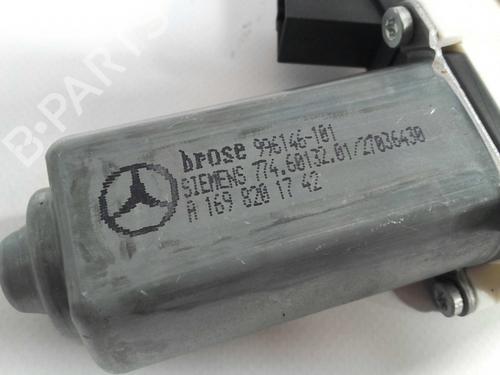 brose 996146-101
SIEMENS 774.60132.01/27036430
A 169 820 17 42
B-PARTS